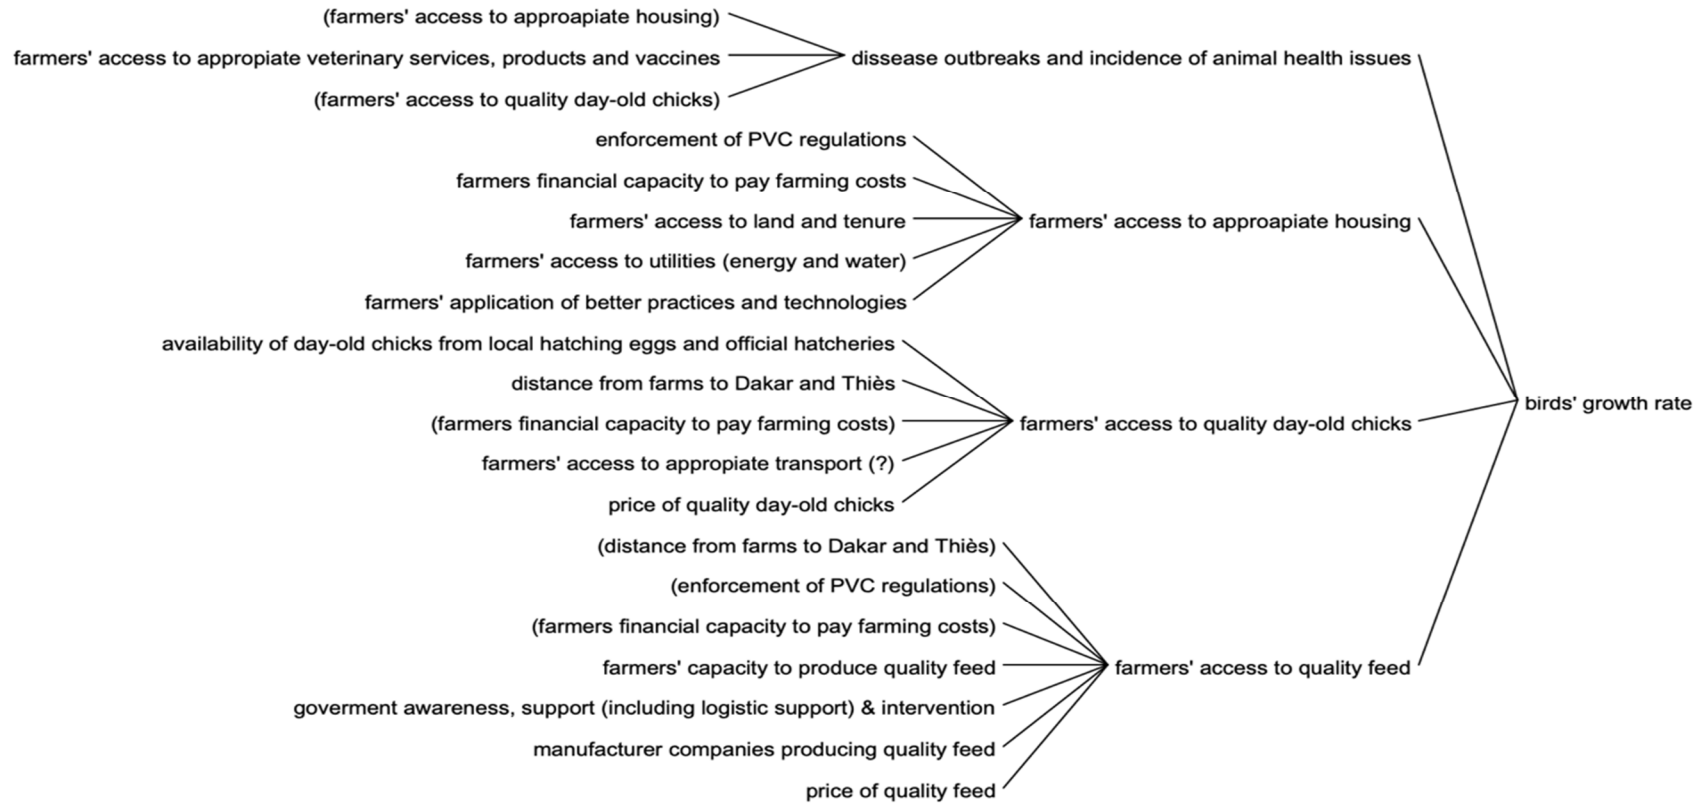 (farmers' access to approapiate housing)
farmers' access to appropiate veterinary services, products and vaccines
(farmers' access to quality day-old chicks)
dissease outbreaks and incidence of animal health issues
enforcement of PVC regulations
farmers financial capacity to pay farming costs
farmers' access to land and tenure
farmers' access to utilities (energy and water)
farmers' application of better practices and technologies
farmers' access to approapiate housing
availability of day-old chicks from local hatching eggs and official hatcheries
distance from farms to Dakar and Thiès
(farmers financial capacity to pay farming costs)
farmers' access to appropiate transport (?)
price of quality day-old chicks
farmers' access to quality day-old chicks
(distance from farms to Dakar and Thiès)
(enforcement of PVC regulations)
(farmers financial capacity to pay farming costs)
farmers' capacity to produce quality feed
goverment awareness, support (including logistic support) & intervention
manufacturer companies producing quality feed
price of quality feed
farmers' access to quality feed
birds' growth rate